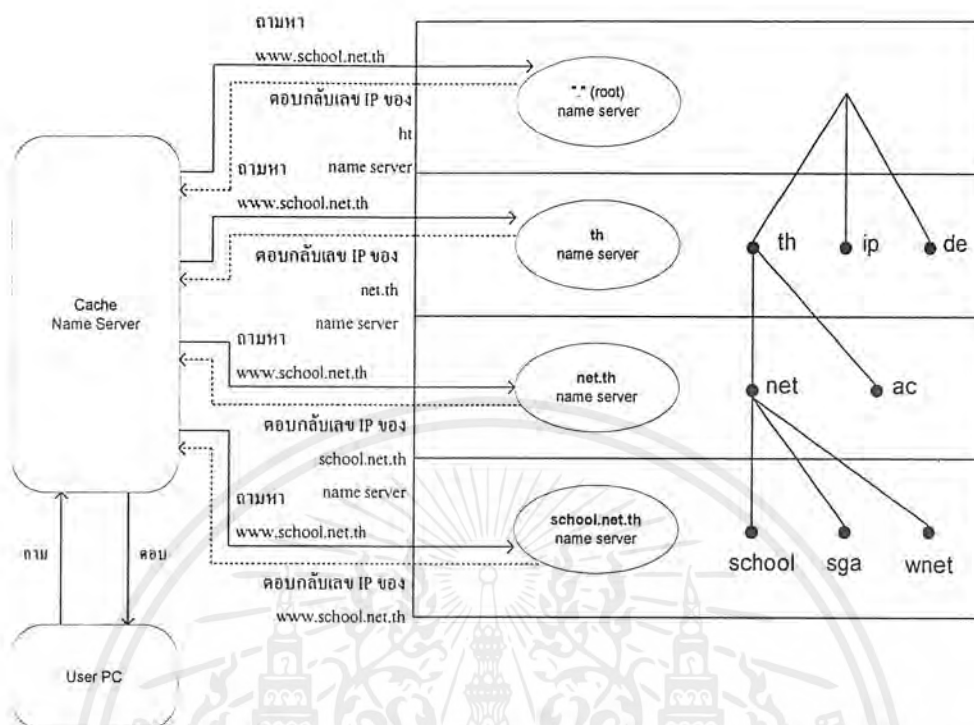 ถามหา
www.school.net.th
ตอบกลับเลข IP ของ
ht
name server
ถามหา
www.school.net.th
ตอบกลับเลข IP ของ
net.th
name server
ถามหา
www.school.net.th
ตอบกลับเลข IP ของ
school.net.th
name server
ถามหา
www.school.net.th
ตอบกลับเลข IP ของ
www.school.net.th
Cache
Name Server
ถาม
ตอบ
User PC
"." (root)
name server
th
name server
net.th
name server
school.net.th
name server
th
ip
de
net
ac
school
sga
wnet